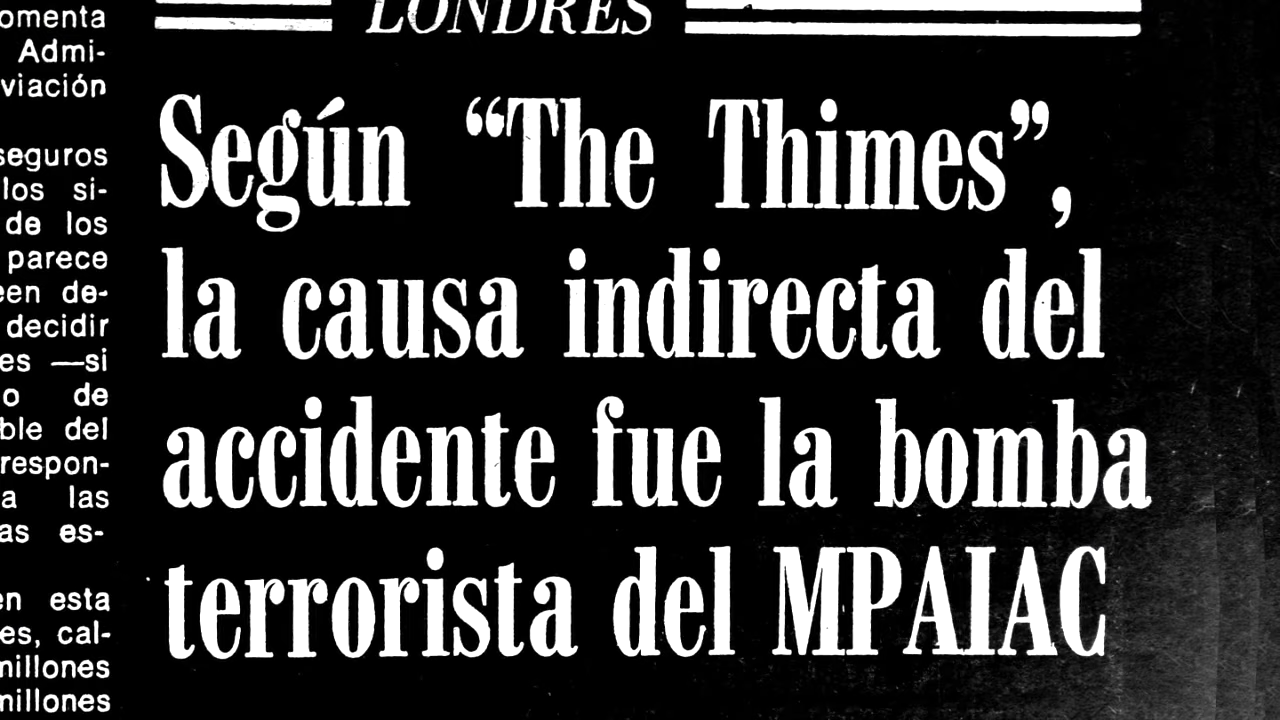 omenta
Admi-
viación
seguros
los si-
de los
parece
een de-
decidir
es —si
o de
ble del
respon-
a las
as es-
en esta
es, cal-
millones
millones
LONDRES
Según “The Thimes”,
la causa indirecta del
accidente fue la bomba
terrorista del MPAIAC